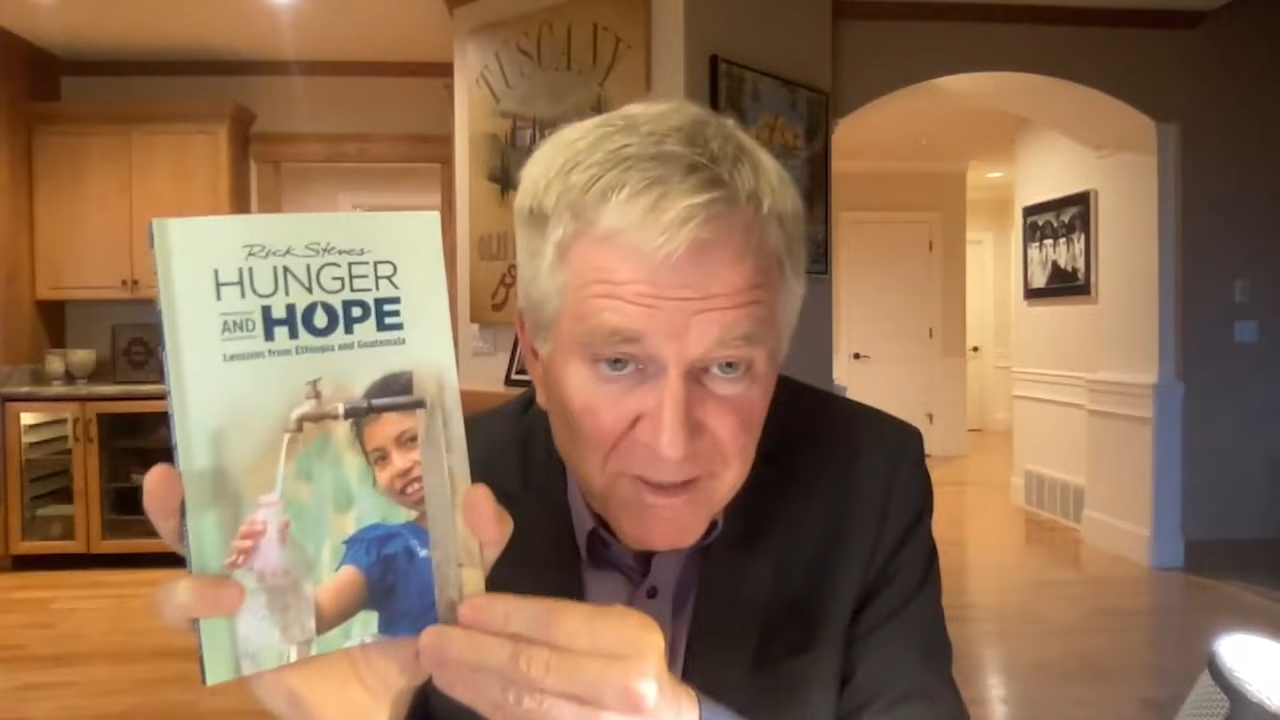 TUSCANY
Rick Steves
HUNGER
AND HOPE
Lessons from Ethiopia and Guatemala